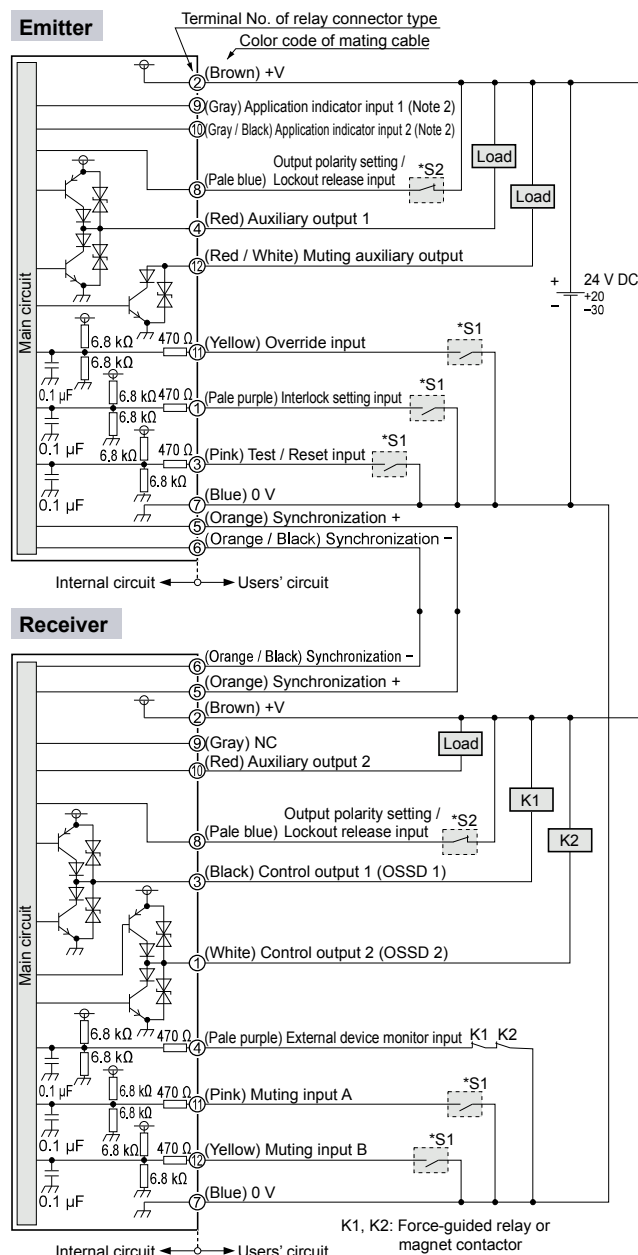 Emitter
Terminal No. of relay connector type
Color code of mating cable
② (Brown) +V
⑨ (Gray) Application indicator input 1 (Note 2)
⑩ (Gray / Black) Application indicator input 2 (Note 2)
Output polarity setting /
⑧ (Pale blue) Lockout release input
*S2
Load
Load
④ (Red) Auxiliary output 1
⑫ (Red / White) Muting auxiliary output
+
−
24 V DC
+20
−30
Main circuit
6.8 kΩ
470 Ω
⑪ (Yellow) Override input
*S1
6.8 kΩ
0.1 µF
6.8 kΩ
470 Ω
① (Pale purple) Interlock setting input
*S1
6.8 kΩ
0.1 µF
6.8 kΩ
470 Ω
③ (Pink) Test / Reset input
*S1
6.8 kΩ
0.1 µF
⑦ (Blue) 0 V
⑤ (Orange) Synchronization +
⑥ (Orange / Black) Synchronization −
Internal circuit
Users' circuit
Receiver
⑥ (Orange / Black) Synchronization −
⑤ (Orange) Synchronization +
② (Brown) +V
⑨ (Gray) NC
Load
⑩ (Red) Auxiliary output 2
K1
Output polarity setting /
⑧ (Pale blue) Lockout release input
*S2
K2
③ (Black) Control output 1 (OSSD 1)
① (White) Control output 2 (OSSD 2)
Main circuit
6.8 kΩ
470 Ω
④ (Pale purple) External device monitor input
K1 K2
6.8 kΩ
0.1 µF
6.8 kΩ
470 Ω
⑪ (Pink) Muting input A
*S1
6.8 kΩ
0.1 µF
6.8 kΩ
470 Ω
⑫ (Yellow) Muting input B
*S1
6.8 kΩ
0.1 µF
⑦ (Blue) 0 V
K1, K2: Force-guided relay or
magnet contactor
Internal circuit
Users' circuit